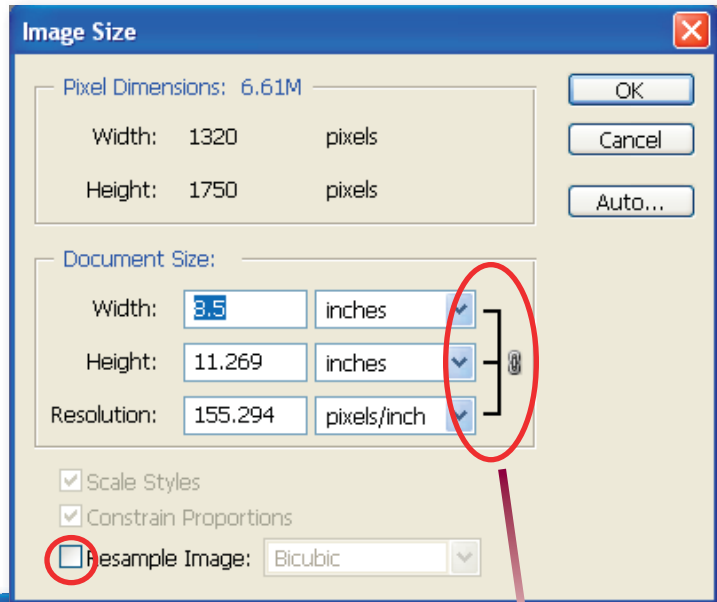 Image Size
Pixel Dimensions: 6.61M
OK
Width: 1320 pixels
Cancel
Height: 1750 pixels
Auto...
Document Size:
Width: 8.5 inches
Height: 11.269 inches
Resolution: 155.294 pixels/inch
Scale Styles
Constrain Proportions
Resample Image: Bicubic